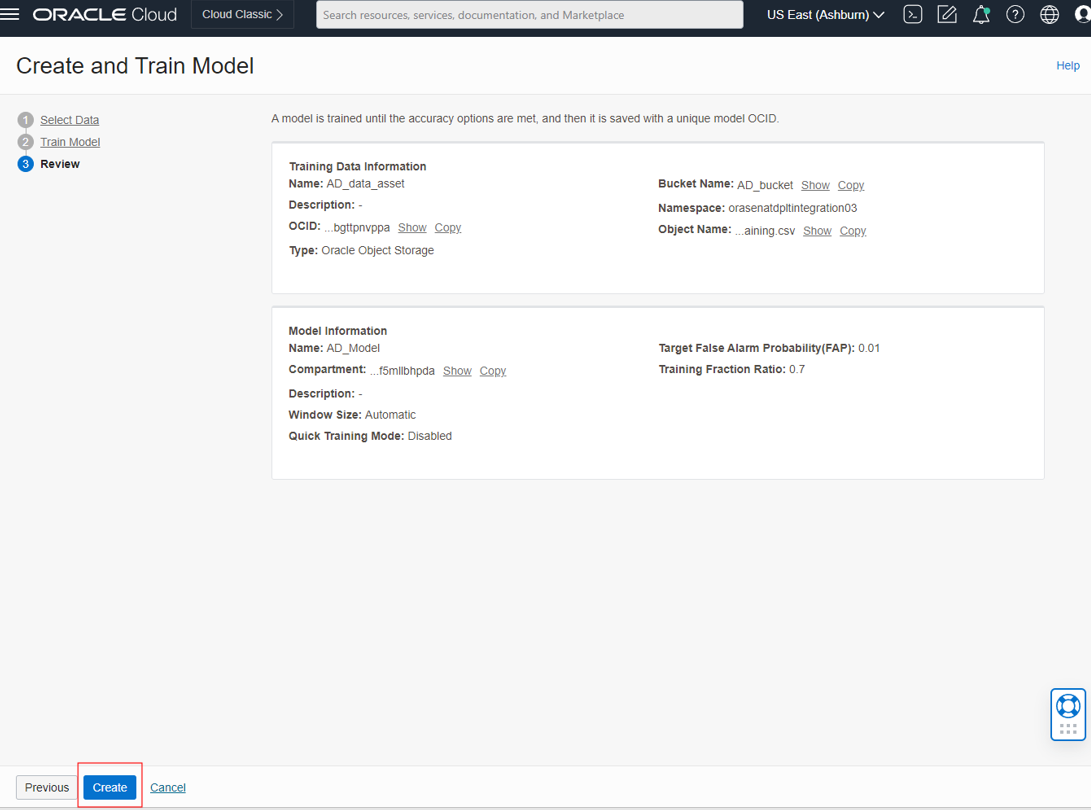 ORACLE Cloud
Cloud Classic
Search resources, services, documentation, and Marketplace
US East (Ashburn)
Create and Train Model
Help
1 Select Data
2 Train Model
3 Review
A model is trained until the accuracy options are met, and then it is saved with a unique model OCID.
Training Data Information
Name: AD_data_asset
Description: -
OCID: ...bgttpnvppa Show Copy
Type: Oracle Object Storage
Bucket Name: AD_bucket Show Copy
Namespace: orasenatdpltintegration03
Object Name: ...aining.csv Show Copy
Model Information
Name: AD_Model
Compartment: ...f5mllbhpda Show Copy
Description: -
Window Size: Automatic
Quick Training Mode: Disabled
Target False Alarm Probability(FAP): 0.01
Training Fraction Ratio: 0.7
Previous
Create
Cancel